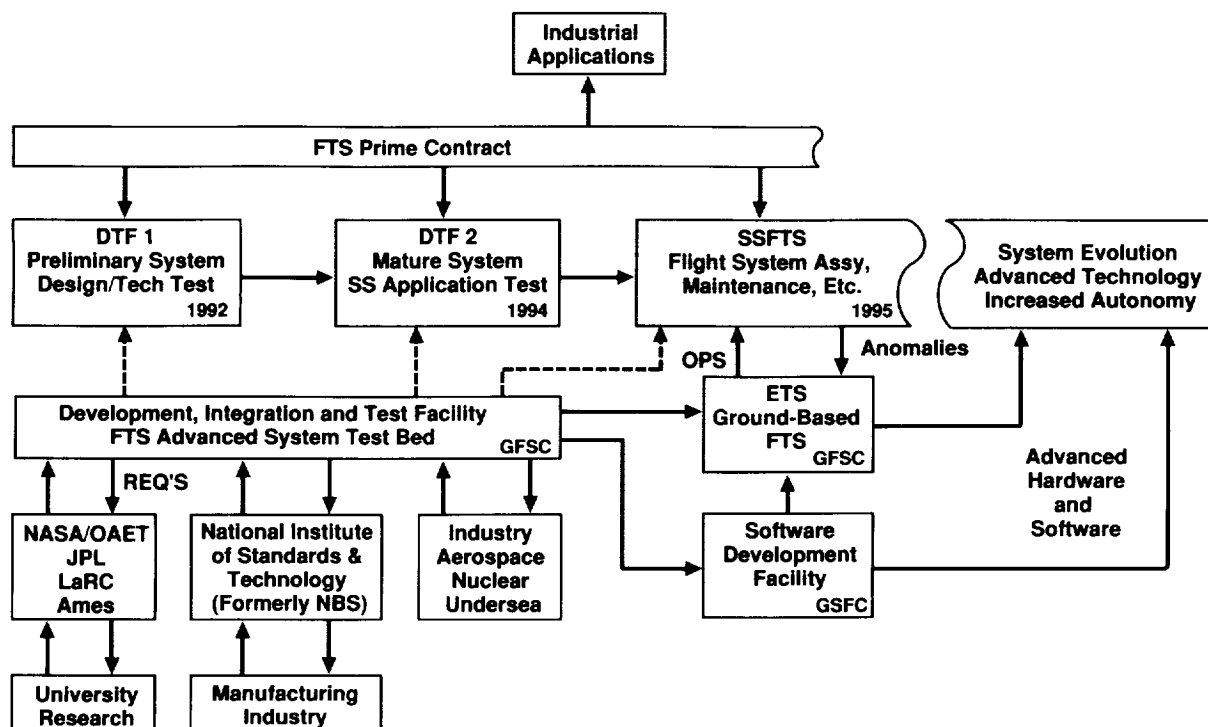 Industrial
Applications
FTS Prime Contract
DTF 1
Preliminary System
Design/Tech Test
1992
DTF 2
Mature System
SS Application Test
1994
SSFTS
Flight System Assy,
Maintenance, Etc.
1995
System Evolution
Advanced Technology
Increased Autonomy
OPS
Anomalies
Development, Integration and Test Facility
FTS Advanced System Test Bed
GFSC
ETS
Ground-Based
FTS
GFSC
Advanced
Hardware
and
Software
REQ'S
NASA/OAET
JPL
LaRC
Ames
National Institute
of Standards &
Technology
(Formerly NBS)
Industry
Aerospace
Nuclear
Undersea
Software
Development
Facility
GSFC
University
Research
Manufacturing
Industry